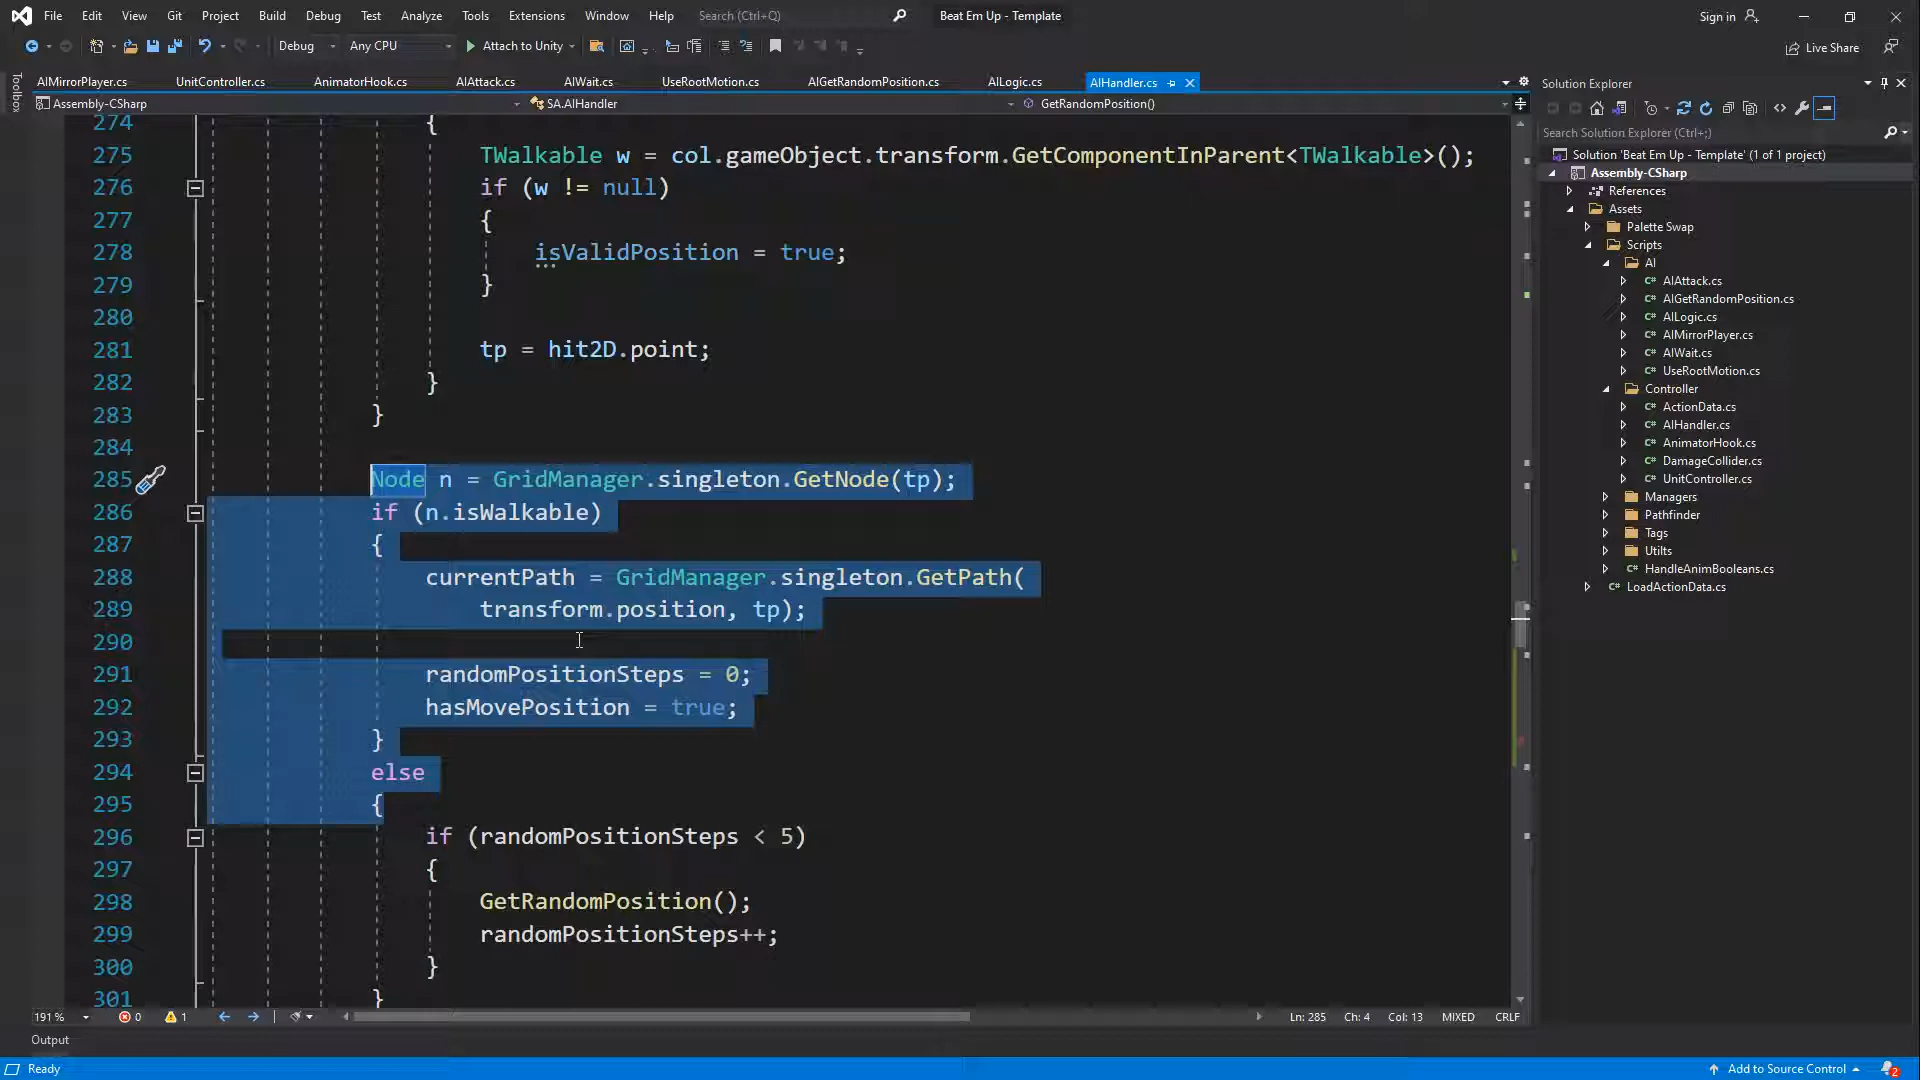 File Edit View Git Project Build Debug Test Analyze Tools Extensions Window Help Search (Ctrl+Q) Beat Em Up - Template Sign in
Debug Any CPU Attach to Unity Live Share
Toolbox
AIMirrorPlayer.cs UnitController.cs AnimatorHook.cs AIAttack.cs AIWait.cs UseRootMotion.cs AIGetRandomPosition.cs AILogic.cs AIHandler.cs
Assembly-CSharp SA.AIHandler GetRandomPosition()
274 {
275 TWalkable w = col.gameObject.transform.GetComponentInParent<TWalkable>();
276 if (w != null)
277 {
278 isValidPosition = true;
279 }
280
281 tp = hit2D.point;
282 }
283 }
284
285 Node n = GridManager.singleton.GetNode(tp);
286 if (n.isWalkable)
287 {
288 currentPath = GridManager.singleton.GetPath(
289 transform.position, tp);
290
291 randomPositionSteps = 0;
292 hasMovePosition = true;
293 }
294 else
295 {
296 if (randomPositionSteps < 5)
297 {
298 GetRandomPosition();
299 randomPositionSteps++;
300 }
301 }
191 % 0 1 Ln: 285 Ch: 4 Col: 13 MIXED CRLF
Output
Ready Add to Source Control 2
Solution Explorer
Search Solution Explorer (Ctrl+;)
Solution 'Beat Em Up - Template' (1 of 1 project)
Assembly-CSharp
References
Assets
Palette Swap
Scripts
AI
AIAttack.cs
AIGetRandomPosition.cs
AILogic.cs
AIMirrorPlayer.cs
AIWait.cs
UseRootMotion.cs
Controller
ActionData.cs
AIHandler.cs
AnimatorHook.cs
DamageCollider.cs
UnitController.cs
Managers
Pathfinder
Tags
Utilts
HandleAnimBooleans.cs
LoadActionData.cs